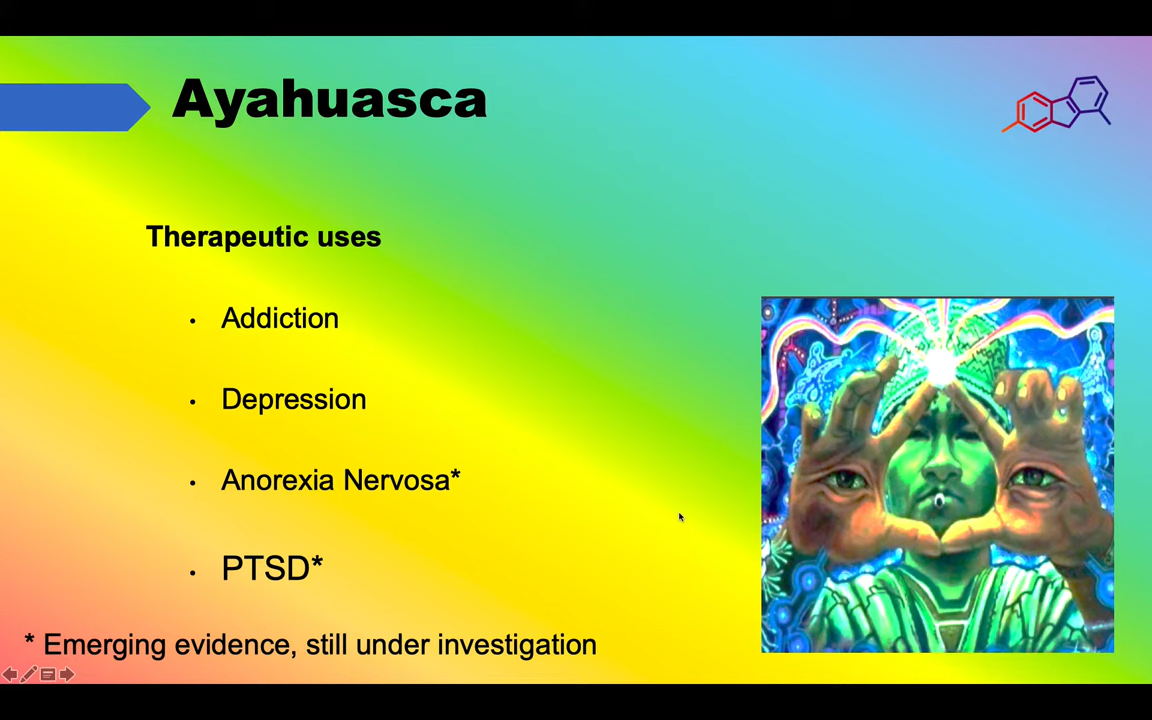 Ayahuasca
Therapeutic uses
• Addiction
• Depression
• Anorexia Nervosa*
• PTSD*
* Emerging evidence, still under investigation